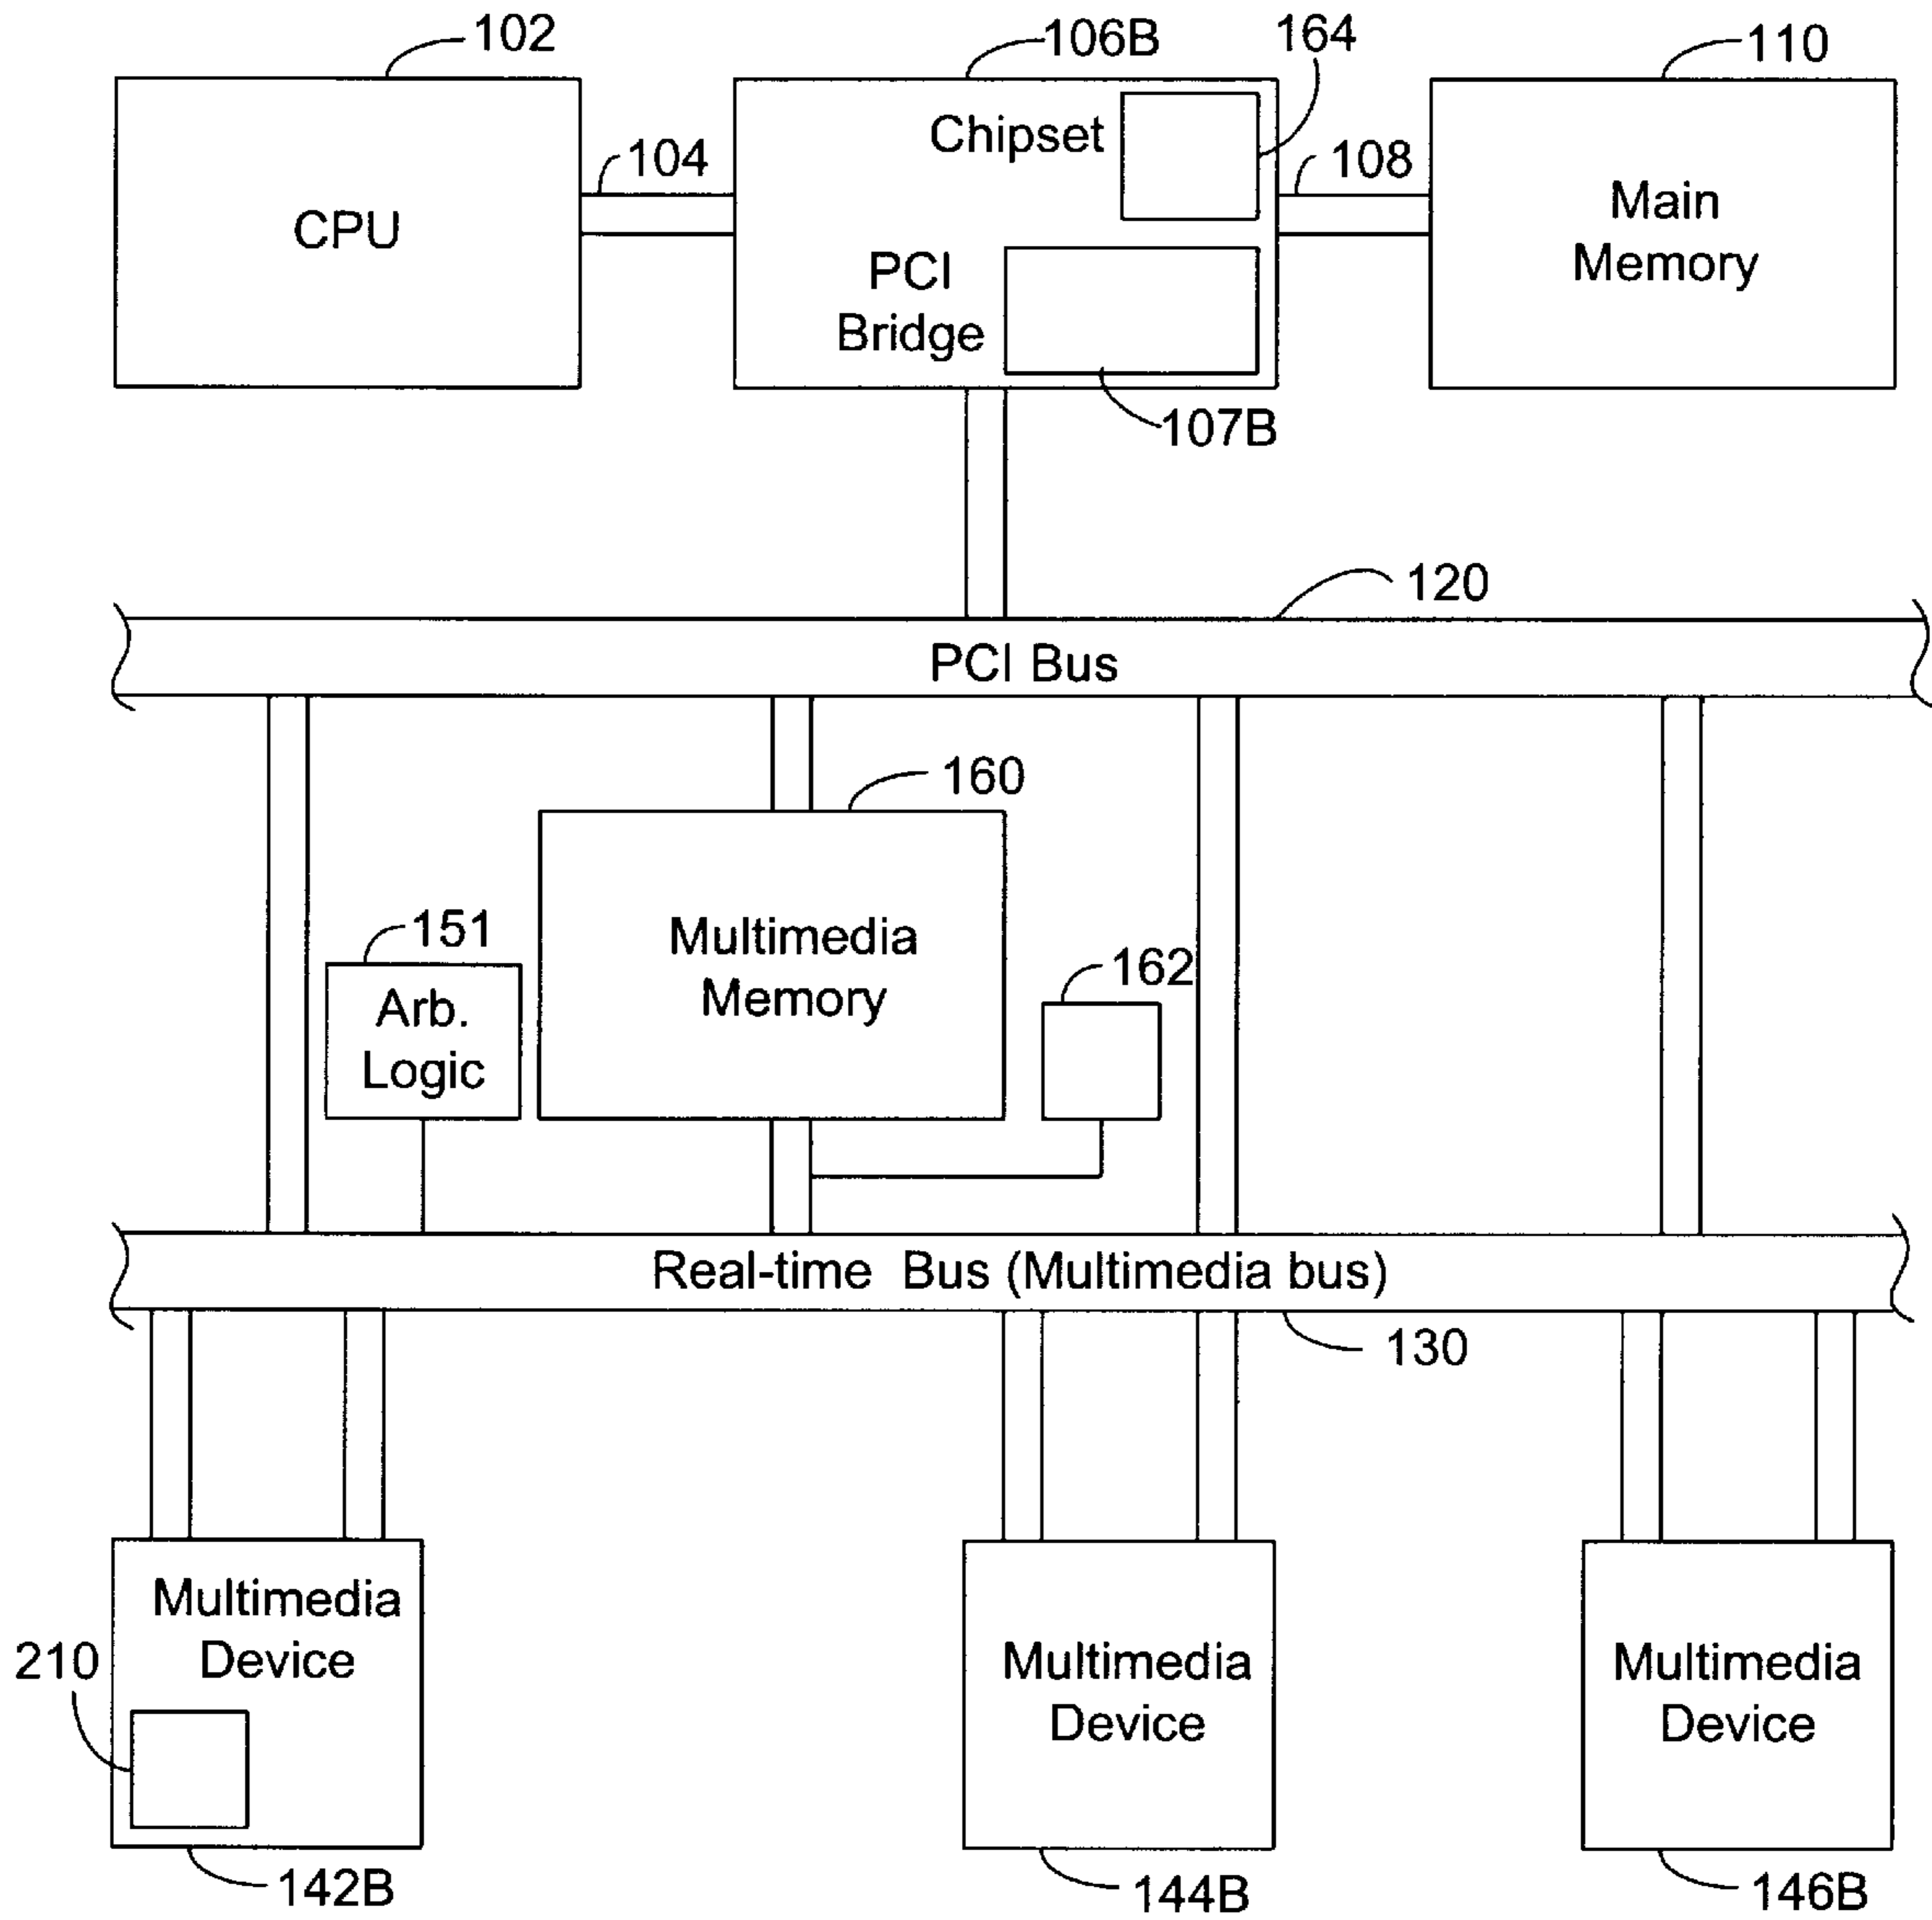 102
106B
164
110
Chipset
104
108
CPU
Main
Memory
PCI
Bridge
107B
120
PCI Bus
160
151
Multimedia
Memory
162
Arb.
Logic
Real-time Bus (Multimedia bus)
130
Multimedia
Device
210
Multimedia
Device
Multimedia
Device
142B
144B
146B